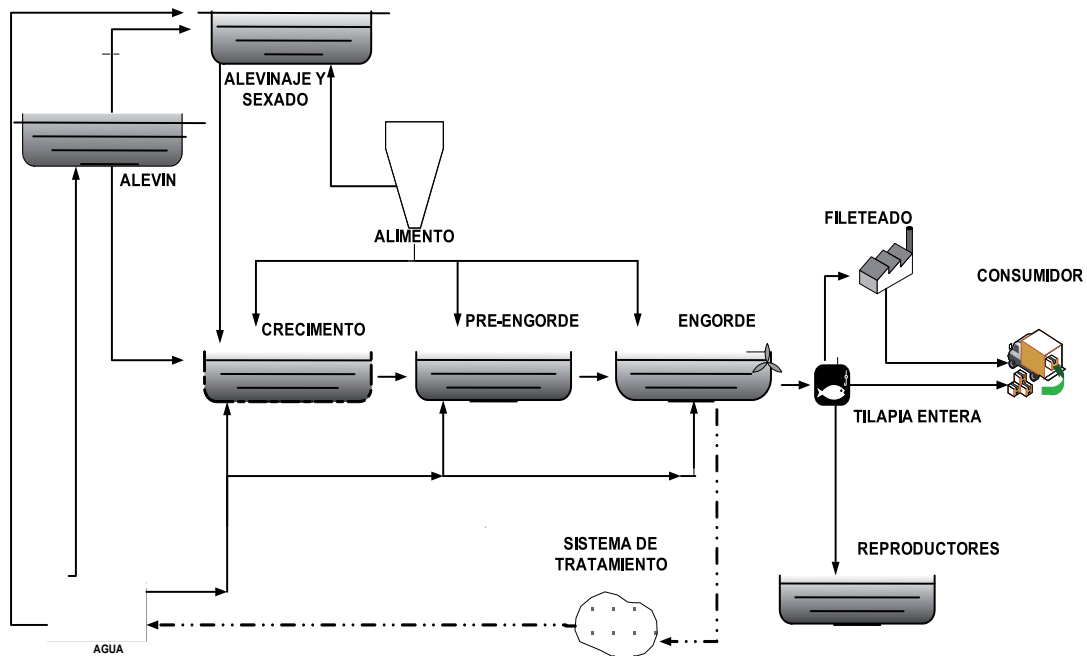 ALEVINAJE Y
SEXADO
ALEVIN
ALIMENTO
FILETEADO
CONSUMIDOR
CRECIMENTO
PRE-ENGORDE
ENGORDE
TILAPIA ENTERA
SISTEMA DE
TRATAMIENTO
REPRODUCTORES
AGUA